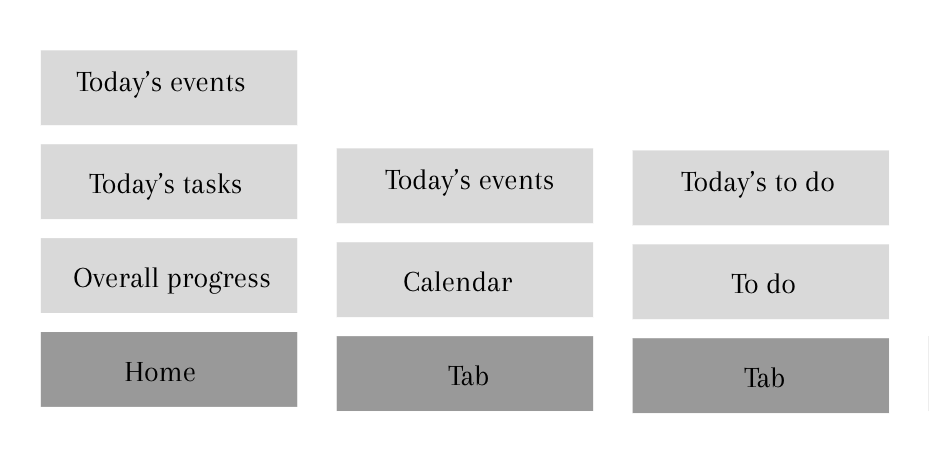 Today’s events
Today’s tasks
Overall progress
Home
Today’s events
Calendar
Tab
Today’s to do
To do
Tab